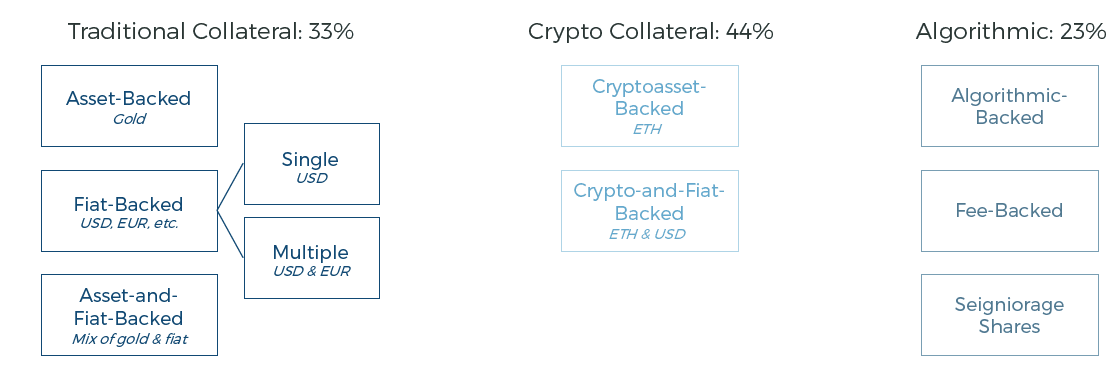 Traditional Collateral: 33%
Asset-Backed
Gold
Fiat-Backed
USD, EUR, etc.
Single
USD
Multiple
USD & EUR
Asset-and-
Fiat-Backed
Mix of gold & fiat
Crypto Collateral: 44%
Cryptoasset-
Backed
ETH
Crypto-and-Fiat-
Backed
ETH & USD
Algorithmic: 23%
Algorithmic-
Backed
Fee-Backed
Seigniorage
Shares